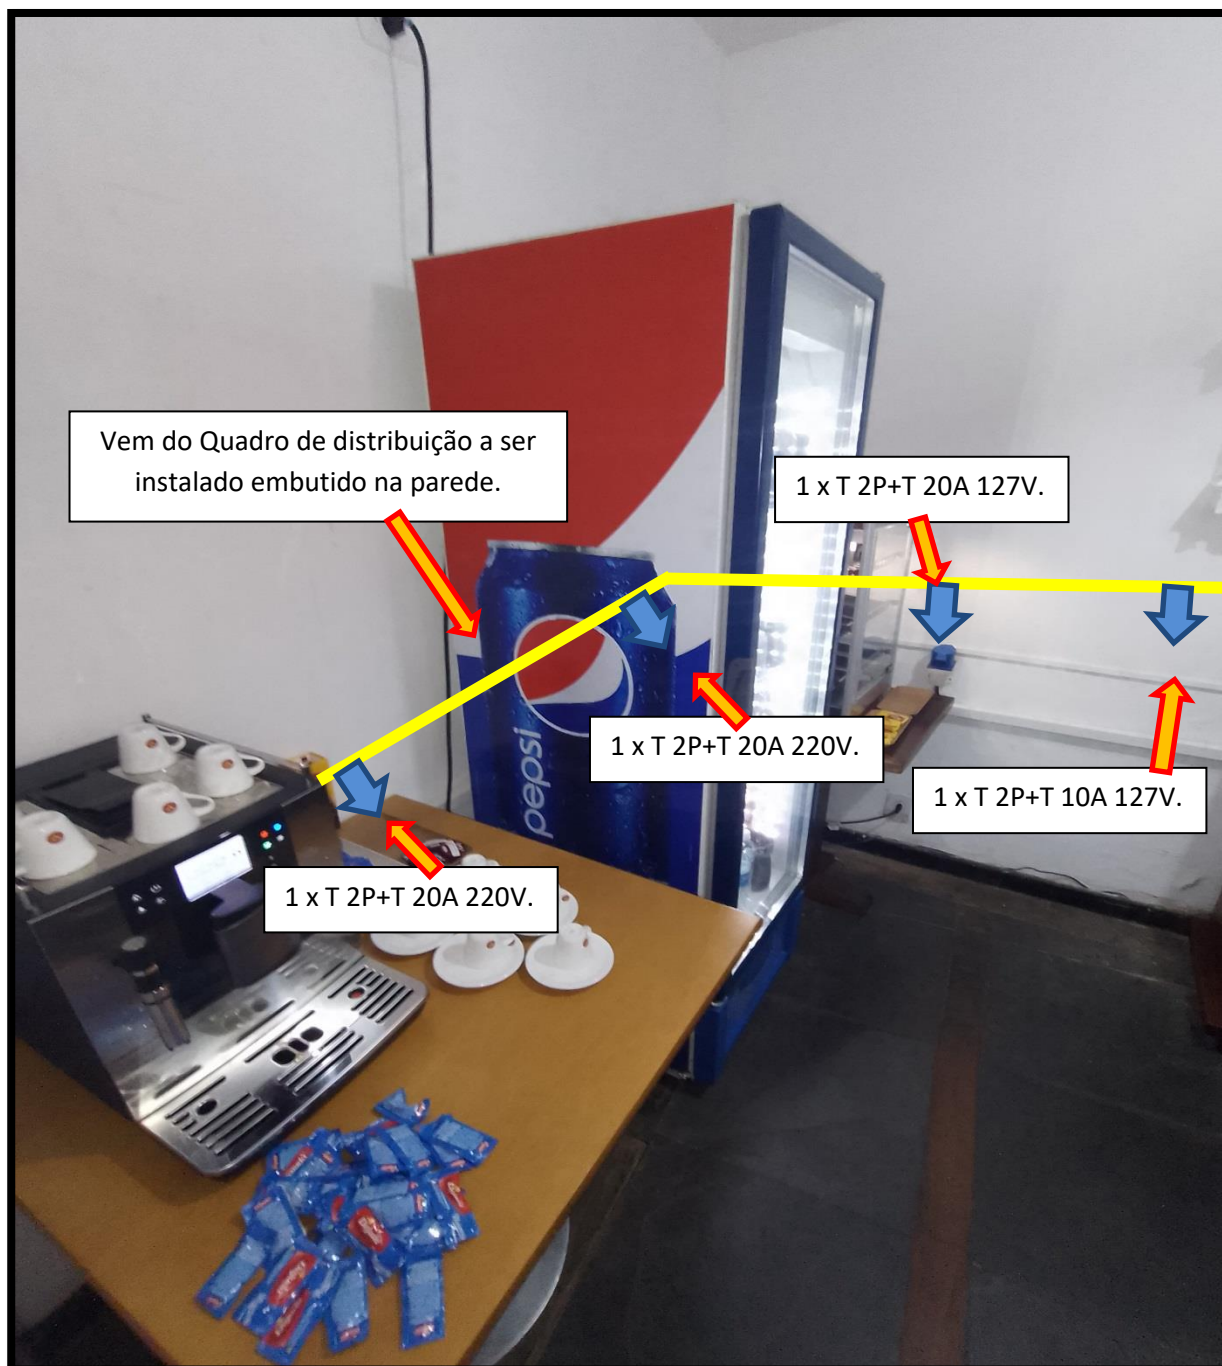 Vem do Quadro de distribuição a ser
instalado embutido na parede.
1 x T 2P+T 20A 127V.
1 x T 2P+T 20A 220V.
1 x T 2P+T 10A 127V.
1 x T 2P+T 20A 220V.
pepsi